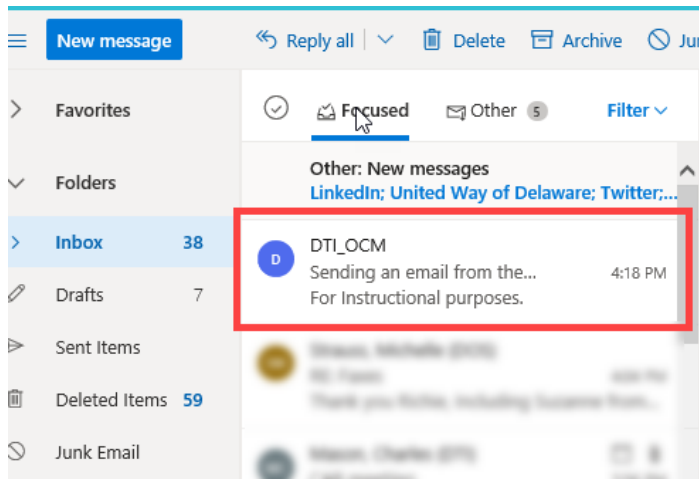 New message
Reply all
Delete
Archive
Ju
Favorites
Focused
Other 5
Filter
Folders
Other: New messages
LinkedIn; United Way of Delaware; Twitter;...
Inbox 38
D
DTI_OCM
Sending an email from the...
4:18 PM
For Instructional purposes.
Drafts 7
Sent Items
Deleted Items 59
Junk Email